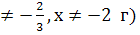 ≠ −2/3, x ≠ −2 г)